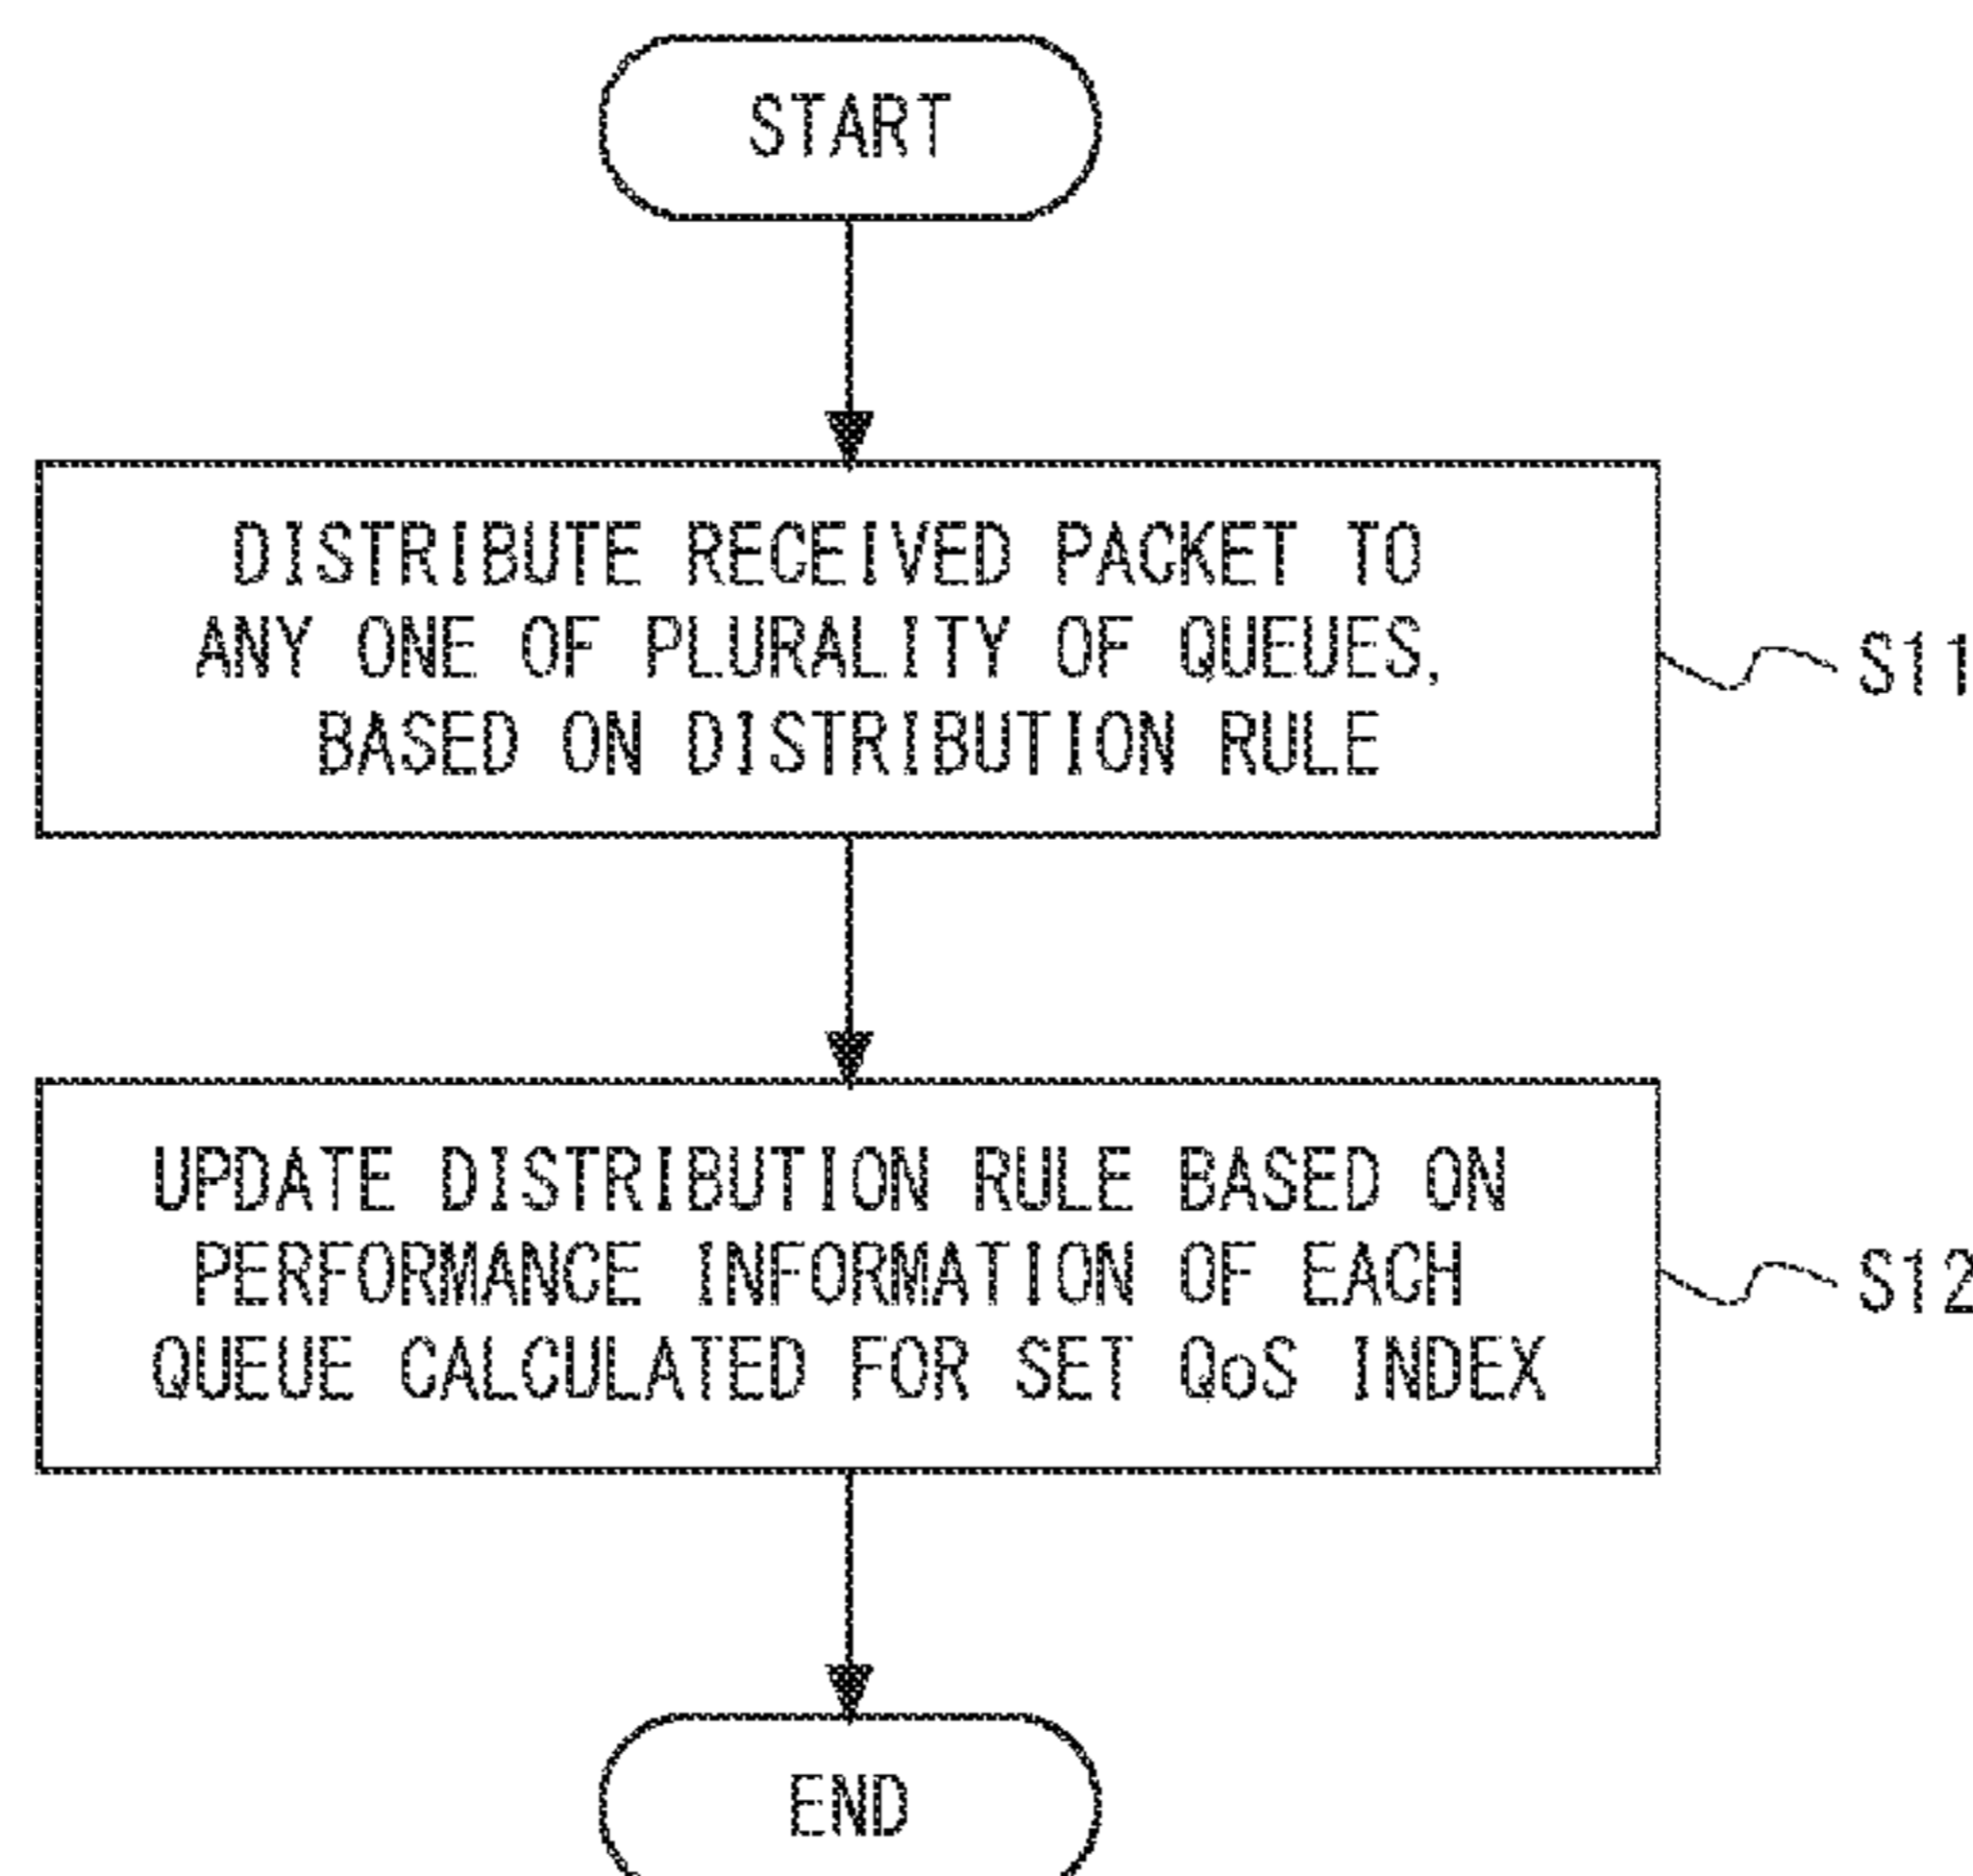 START
DISTRIBUTE RECEIVED PACKET TO
ANY ONE OF PLURALITY OF QUEUES,
BASED ON DISTRIBUTION RULE
S11
UPDATE DISTRIBUTION RULE BASED ON
PERFORMANCE INFORMATION OF EACH
QUEUE CALCULATED FOR SET QoS INDEX
S12
END